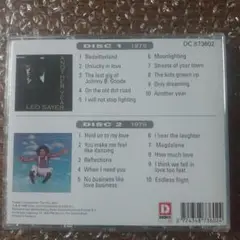 DISC 1 1975
DC 879802
1 Bedsitterland
2 Unlucky in love
3 The last gig of Johnny B. Goode
4 On the old dirt road
5 I will not stop fighting
6 Moonlighting
7 Streets of your town
8 The kids grown up
9 Only dreaming
10 Another year
LEO SAYER
ANOTHER YEAR
DISC 2 1976
1 Hold on to my love
2 You make me feel like dancing
3 Reflections
4 When I need you
5 No business like love business
6 I hear the laughter
7 Magdalena
8 How much love
9 I think we fell in love too fast
10 Endless flight